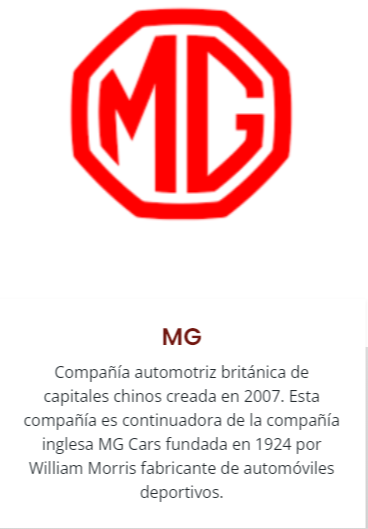 MG
MG
Compañía automotriz británica de
capitales chinos creada en 2007. Esta
compañía es continuadora de la compañía
inglesa MG Cars fundada en 1924 por
William Morris fabricante de automóviles
deportivos.